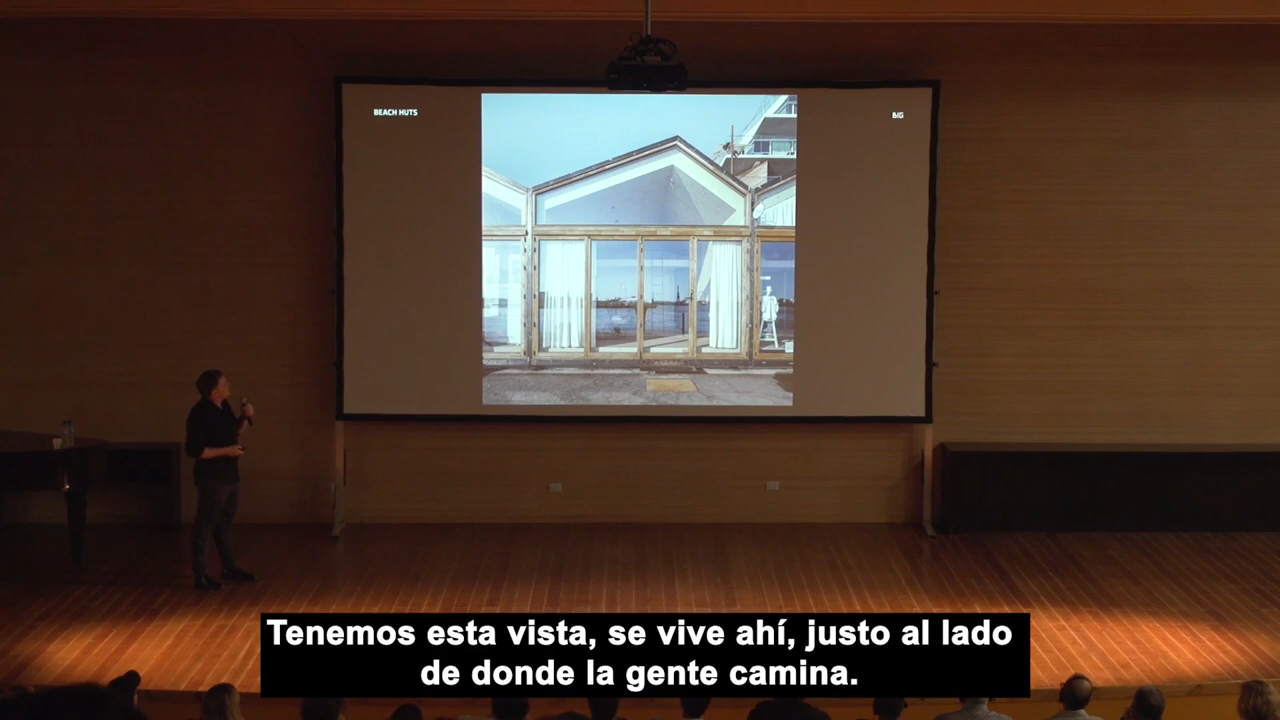 BEACH HUTS
BIG
Tenemos esta vista, se vive ahí, justo al lado
de donde la gente camina.